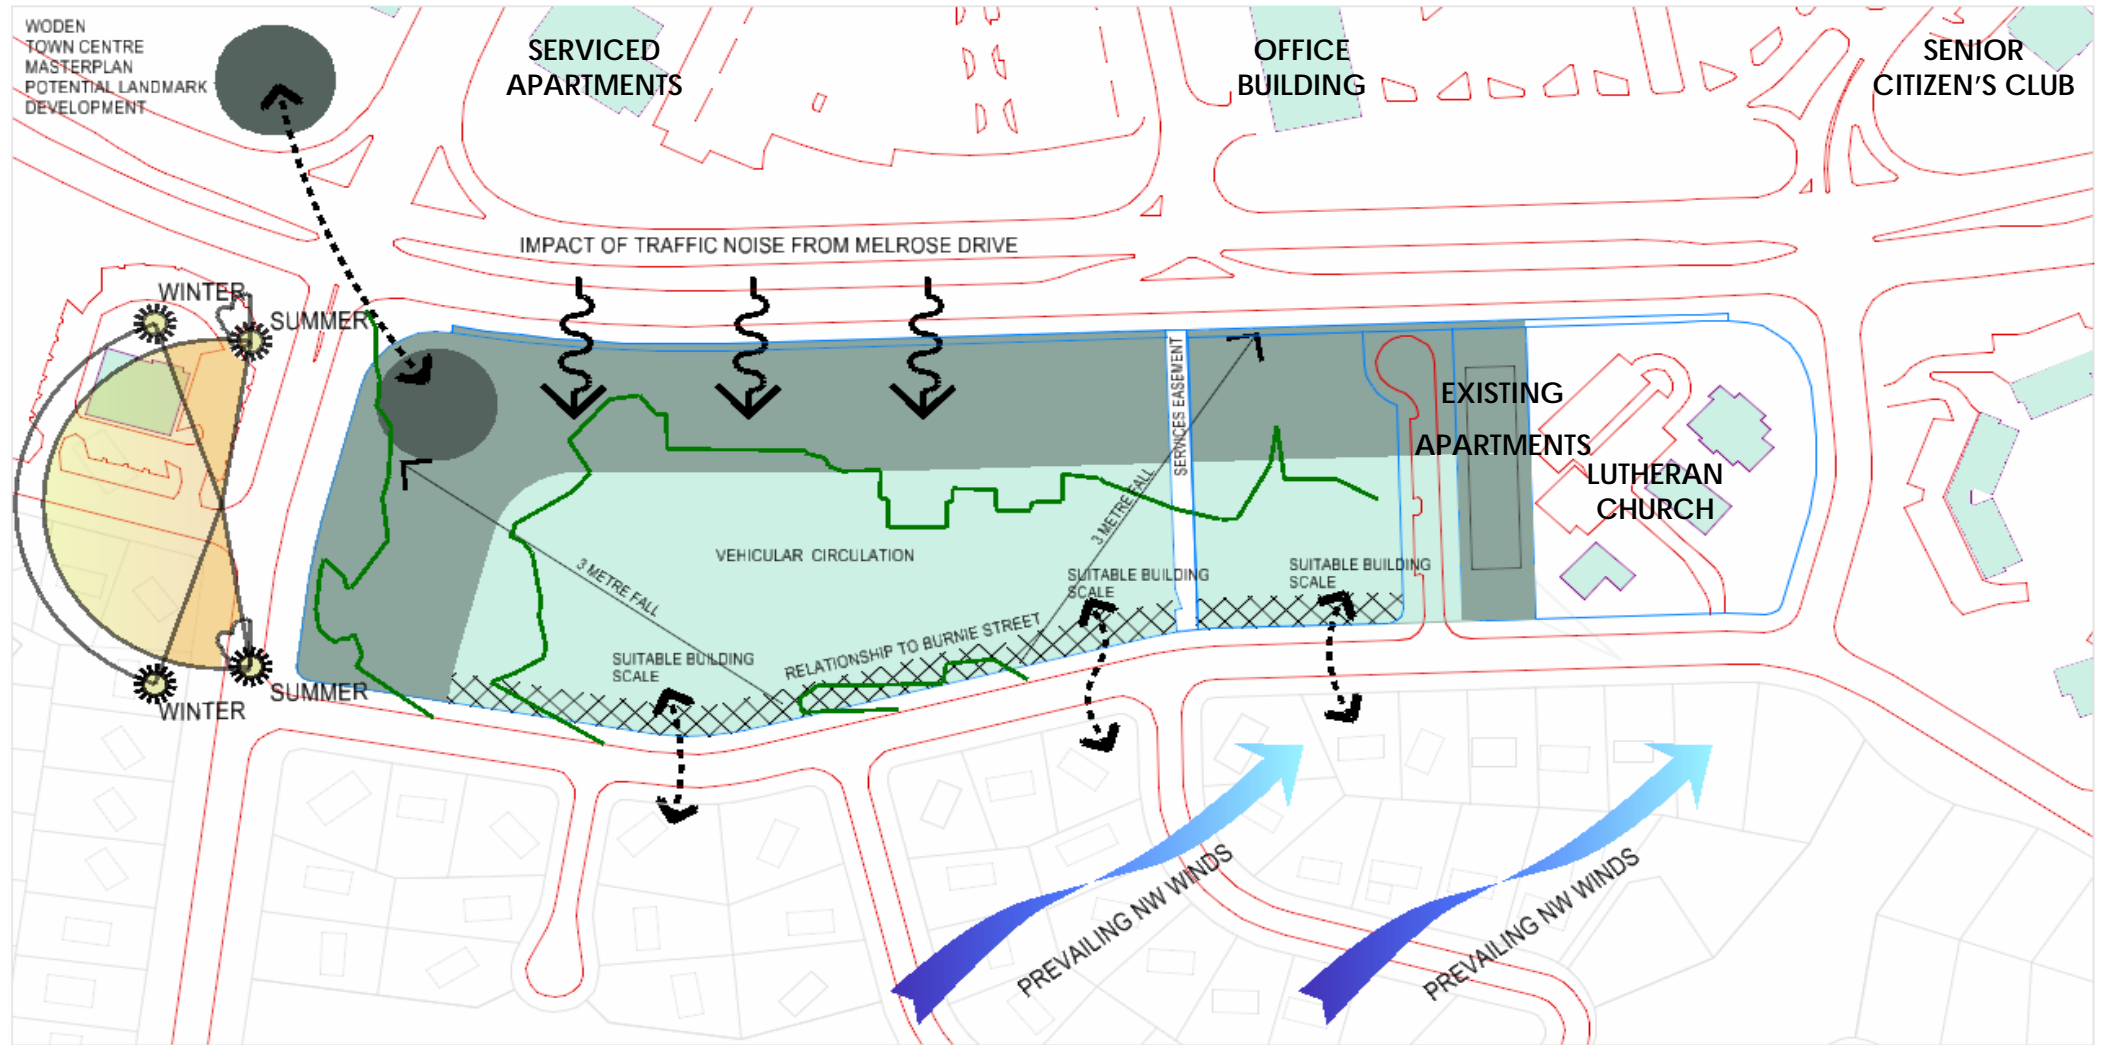 WODEN
TOWN CENTRE
MASTERPLAN
POTENTIAL LANDMARK
DEVELOPMENT
SERVICED
APARTMENTS
OFFICE
BUILDING
SENIOR
CITIZEN'S CLUB
IMPACT OF TRAFFIC NOISE FROM MELROSE DRIVE
WINTER
SUMMER
SERVICES EASEMENT
EXISTING
APARTMENTS
LUTHERAN
CHURCH
3 METRE FALL
3 METRE FALL
VEHICULAR CIRCULATION
SUITABLE BUILDING
SCALE
SUITABLE BUILDING
SCALE
RELATIONSHIP TO BURNIE STREET
SUITABLE BUILDING
SCALE
SUMMER
WINTER
PREVAILING NW WINDS
PREVAILING NW WINDS